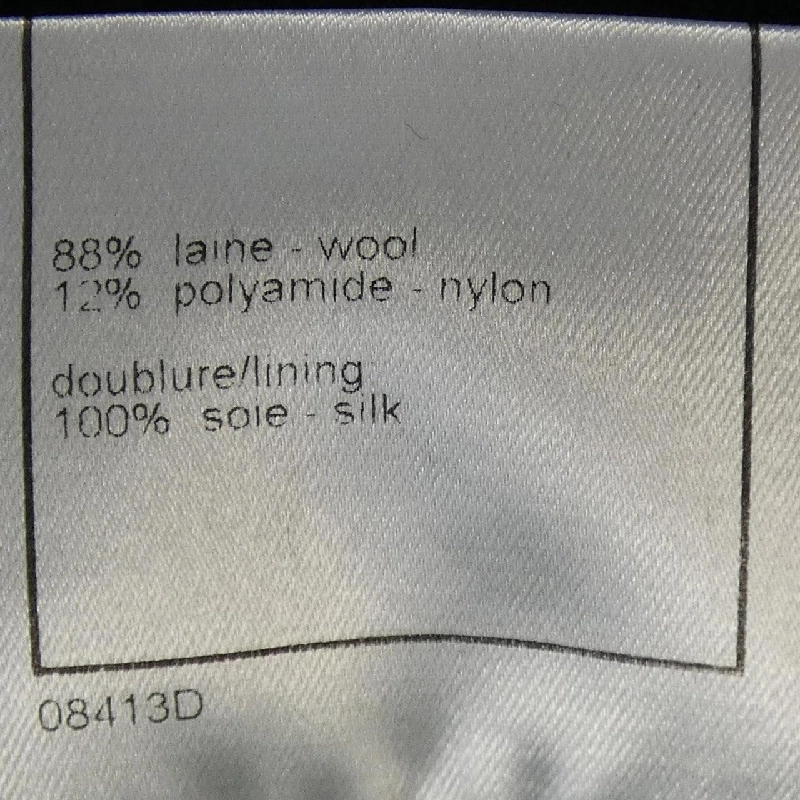 88% laine - wool
12% polyamide - nylon
doublure/lining
100% soie - silk
08413D